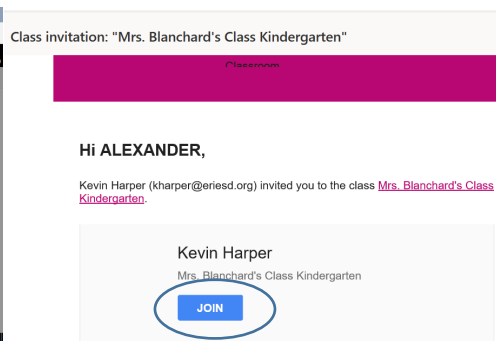 Class invitation: "Mrs. Blanchard's Class Kindergarten"
Classroom
Hi ALEXANDER,
Kevin Harper (kharper@eriesd.org) invited you to the class Mrs. Blanchard's Class
Kindergarten.
Kevin Harper
Mrs. Blanchard's Class Kindergarten
JOIN